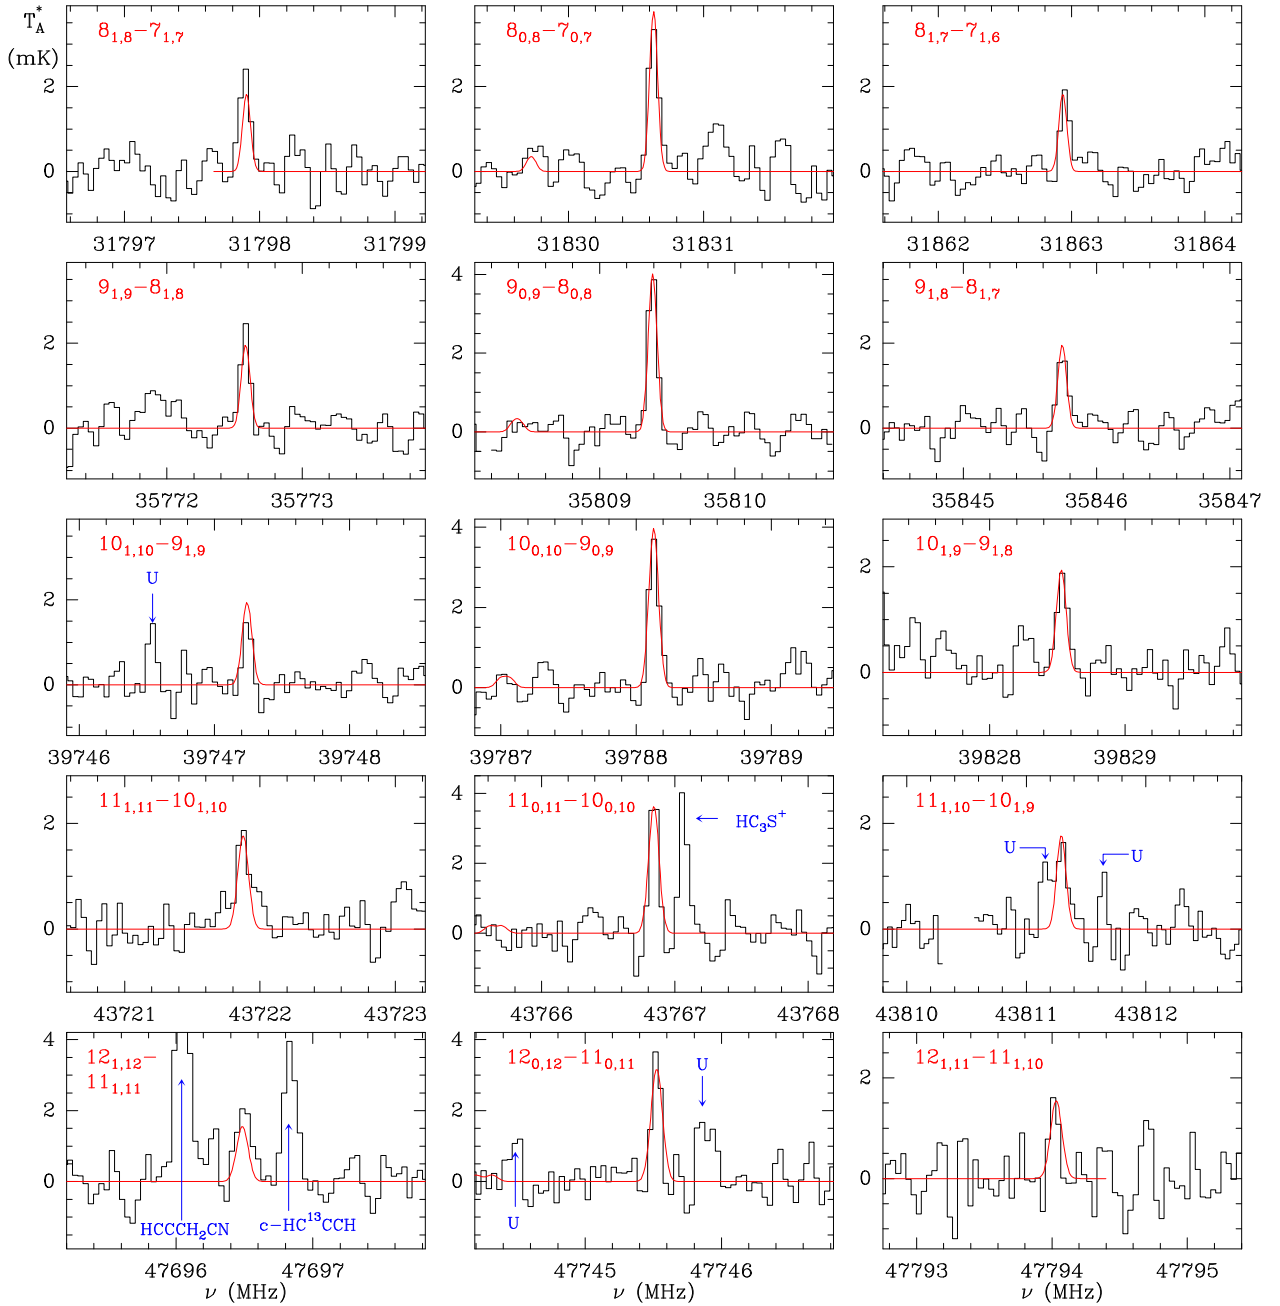 T_A^*
(mK)
8_{1,8}−7_{1,7}
8_{0,8}−7_{0,7}
8_{1,7}−7_{1,6}
2
2
2
0
0
0
31797 31798 31799
31830 31831
31862 31863 31864
9_{1,9}−8_{1,8}
9_{0,9}−8_{0,8}
9_{1,8}−8_{1,7}
4
2
2
2
0
0
0
35772 35773
35809 35810
35845 35846 35847
10_{1,10}−9_{1,9}
10_{0,10}−9_{0,9}
10_{1,9}−9_{1,8}
U
4
2
2
2
0
0
0
39746 39747 39748
39787 39788 39789
39828 39829
11_{1,11}−10_{1,10}
11_{0,11}−10_{0,10}
11_{1,10}−10_{1,9}
HC_3S^+
U
U
4
2
2
2
0
0
0
43721 43722 43723
43766 43767 43768
43810 43811 43812
12_{1,12}−
11_{1,11}
12_{0,12}−11_{0,11}
12_{1,11}−11_{1,10}
U
U
HCCCH_2CN
c−HC^{13}CCH
4
4
2
2
2
0
0
0
47696 47697
47745 47746
47793 47794 47795
ν (MHz)
ν (MHz)
ν (MHz)